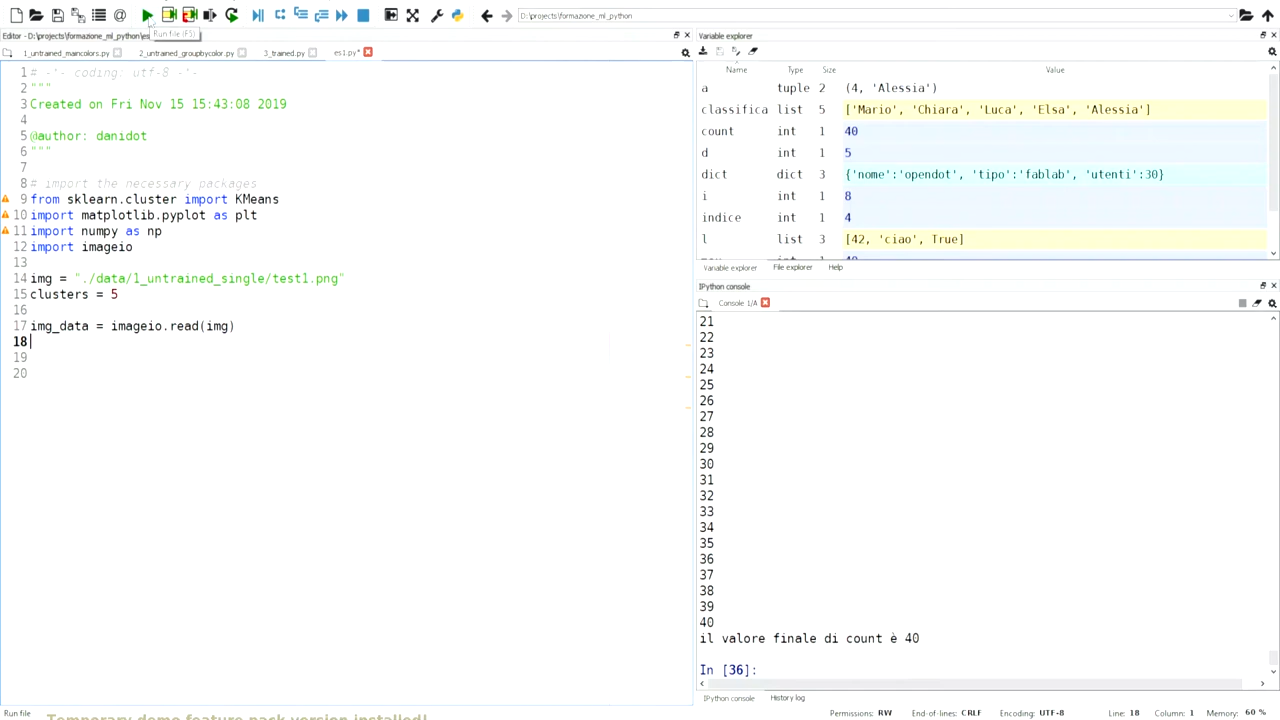 D:\projects\formazione_ml_python
Run file (F5)
Editor - D:\projects\formazione_ml_python\es
1_untrained_maincolors.py
2_untrained_groupbycolor.py
3_trained.py
es1.py*
1 # -*- coding: utf-8 -*-
2 """
3 Created on Fri Nov 15 15:43:08 2019
4
5 @author: danidot
6 """
7
8 # import the necessary packages
9 from sklearn.cluster import KMeans
10 import matplotlib.pyplot as plt
11 import numpy as np
12 import imageio
13
14 img = "./data/1_untrained_single/test1.png"
15 clusters = 5
16
17 img_data = imageio.read(img)
18
19
20
Variable explorer
Name Type Size Value
a tuple 2 (4, 'Alessia')
classifica list 5 ['Mario', 'Chiara', 'Luca', 'Elsa', 'Alessia']
count int 1 40
d int 1 5
dict dict 3 {'nome':'opendot', 'tipo':'fablab', 'utenti':30}
i int 1 8
indice int 1 4
l list 3 [42, 'ciao', True]
Variable explorer File explorer Help
IPython console
Console 1/A
21
22
23
24
25
26
27
28
29
30
31
32
33
34
35
36
37
38
39
40
il valore finale di count è 40
In [36]:
IPython console History log
Run file
Temporary demo feature pack version installed!
Permissions: RW End-of-lines: CRLF Encoding: UTF-8 Line: 18 Column: 1 Memory: 60 %